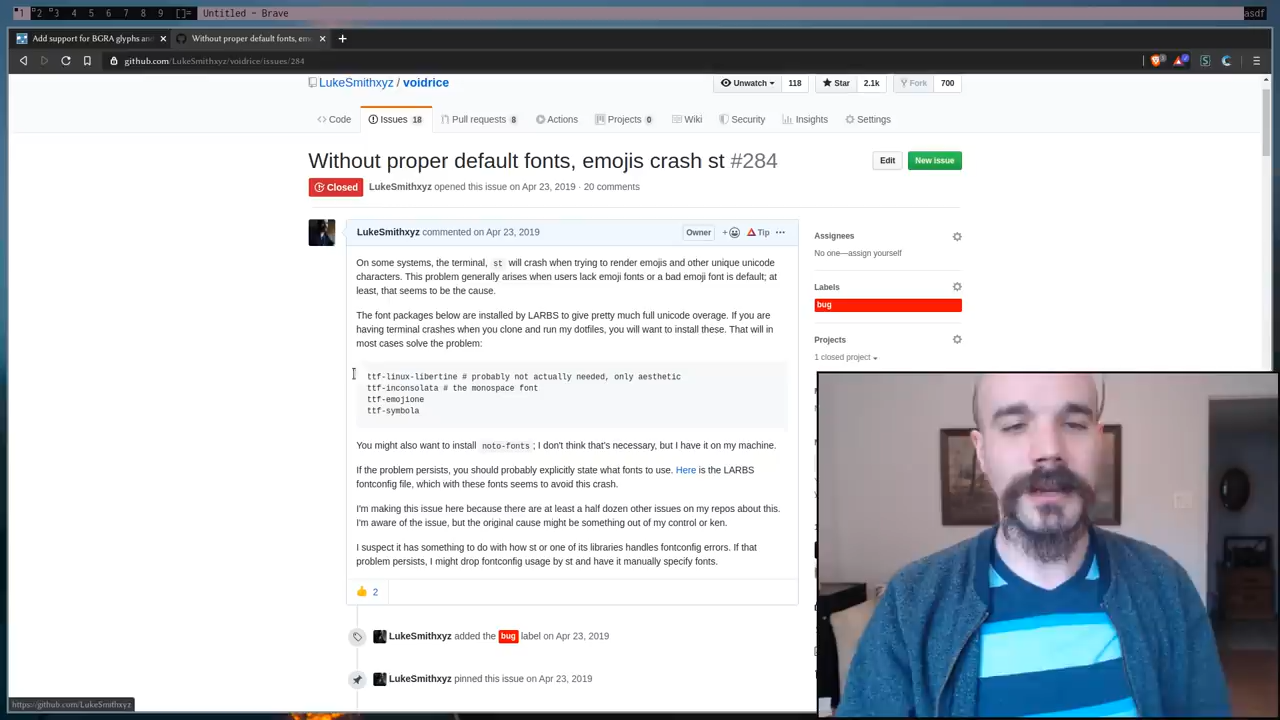 1 2 3 4 5 6 7 8 9 []= Untitled - Brave asdf
Add support for BGRA glyphs an Without proper default fonts, em
github.com/LukeSmithxyz/voidrice/issues/284
LukeSmithxyz / voidrice Unwatch 118 Star 2.1k Fork 700
Code Issues 18 Pull requests 8 Actions Projects 0 Wiki Security Insights Settings
Without proper default fonts, emojis crash st #284 Edit New issue
Closed LukeSmithxyz opened this issue on Apr 23, 2019 · 20 comments
LukeSmithxyz commented on Apr 23, 2019 Owner Tip ···
On some systems, the terminal, st will crash when trying to render emojis and other unique unicode
characters. This problem generally arises when users lack emoji fonts or a bad emoji font is default; at
least, that seems to be the cause.
The font packages below are installed by LARBS to give pretty much full unicode overage. If you are
having terminal crashes when you clone and run my dotfiles, you will want to install these. That will in
most cases solve the problem:
ttf-linux-libertine # probably not actually needed, only aesthetic
ttf-inconsolata # the monospace font
ttf-emojione
ttf-symbola
You might also want to install noto-fonts ; I don't think that's necessary, but I have it on my machine.
If the problem persists, you should probably explicitly state what fonts to use. Here is the LARBS
fontconfig file, which with these fonts seems to avoid this crash.
I'm making this issue here because there are at least a half dozen other issues on my repos about this.
I'm aware of the issue, but the original cause might be something out of my control or ken.
I suspect it has something to do with how st or one of its libraries handles fontconfig errors. If that
problem persists, I might drop fontconfig usage by st and have it manually specify fonts.
👍 2
LukeSmithxyz added the bug label on Apr 23, 2019
LukeSmithxyz pinned this issue on Apr 23, 2019
Assignees
No one—assign yourself
Labels
bug
Projects
1 closed project
https://github.com/LukeSmithxyz